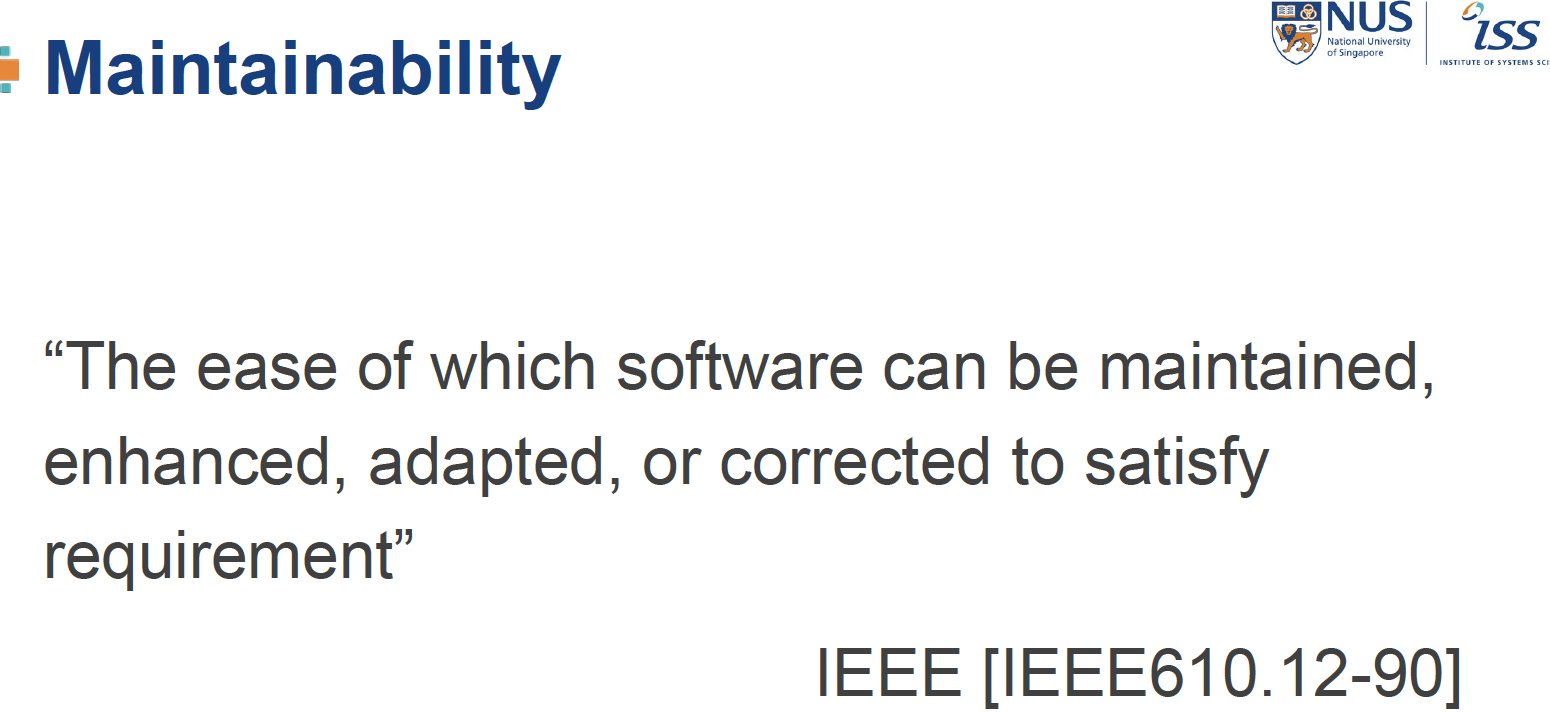 Maintainability
NUS
National University
of Singapore
iss
INSTITUTE OF SYSTEMS SCI
“The ease of which software can be maintained,
enhanced, adapted, or corrected to satisfy
requirement”
IEEE [IEEE610.12-90]